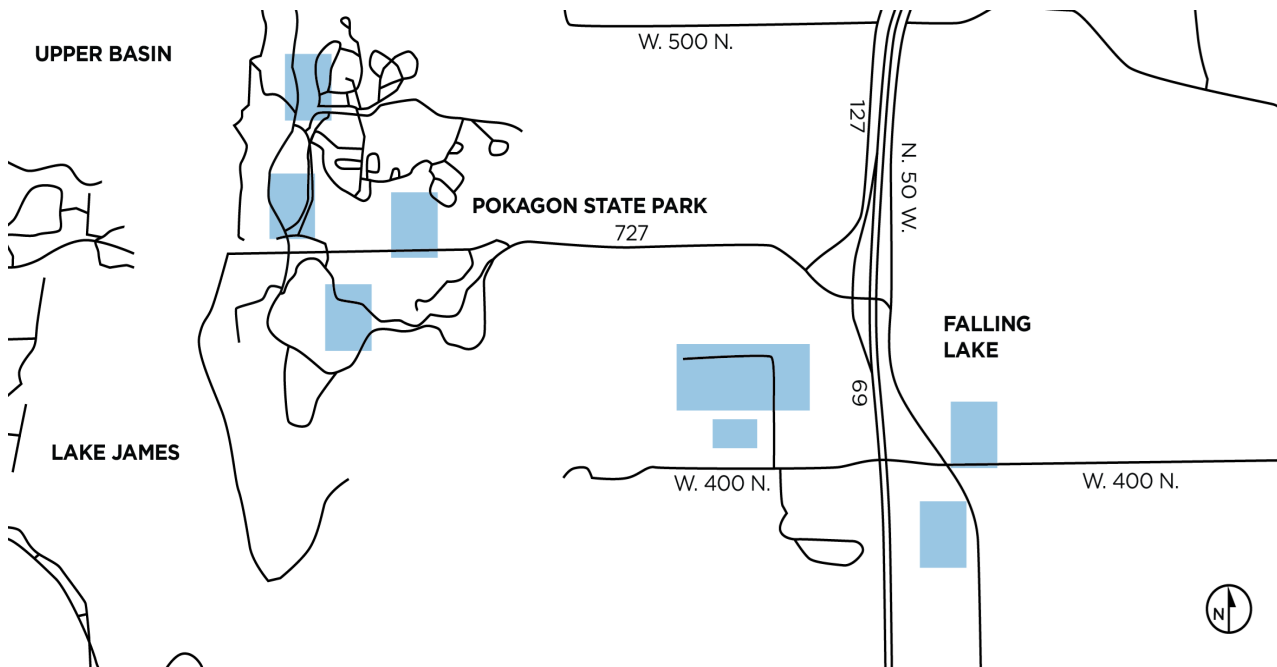 W. 500 N.
UPPER BASIN
127
N. 50 W.
POKAGON STATE PARK
727
FALLING
LAKE
69
LAKE JAMES
W. 400 N.
W. 400 N.
N